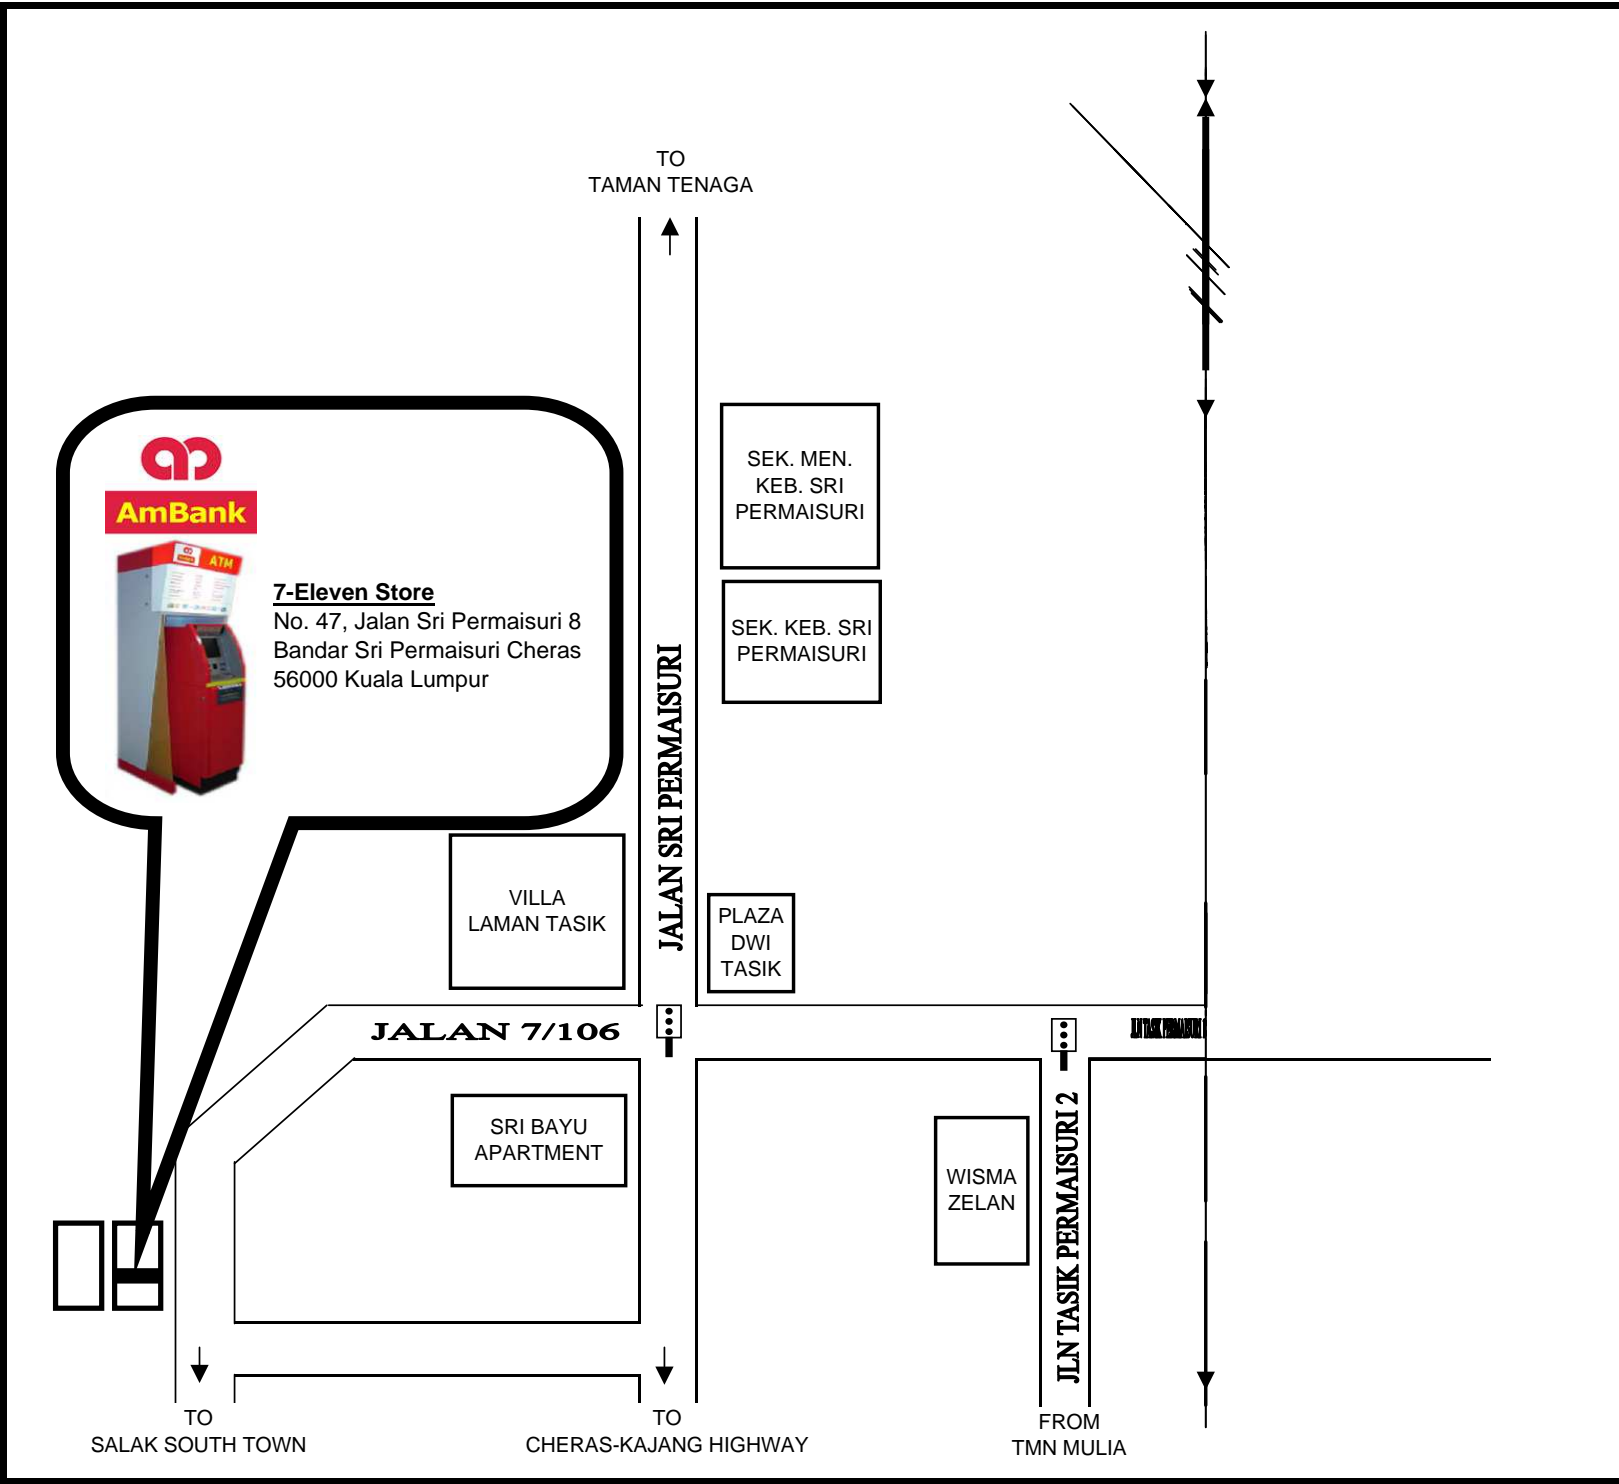 TO
TAMAN TENAGA
SEK. MEN.
KEB. SRI
PERMAISURI
AmBank
ATM
7-Eleven Store
No. 47, Jalan Sri Permaisuri 8
Bandar Sri Permaisuri Cheras
56000 Kuala Lumpur
SEK. KEB. SRI
PERMAISURI
JALAN SRI PERMAISURI
VILLA
LAMAN TASIK
PLAZA
DWI
TASIK
JALAN 7/106
SRI BAYU
APARTMENT
WISMA
ZELAN
JLN TASIK PERMAISURI 2
TO
SALAK SOUTH TOWN
TO
CHERAS-KAJANG HIGHWAY
FROM
TMN MULIA